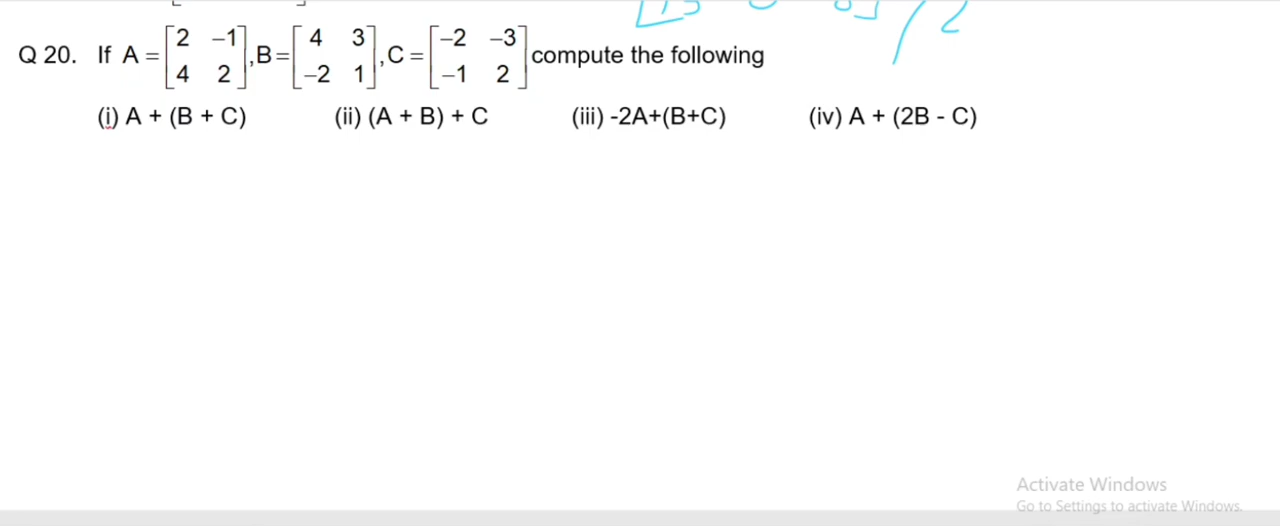 Q 20. If A = [2 –1 4 2], B = [4 3 –2 1], C = [–2 –3 –1 2] compute the following
(i) A + (B + C) (ii) (A + B) + C (iii) -2A+(B+C) (iv) A + (2B - C)
Activate Windows
Go to Settings to activate Windows.